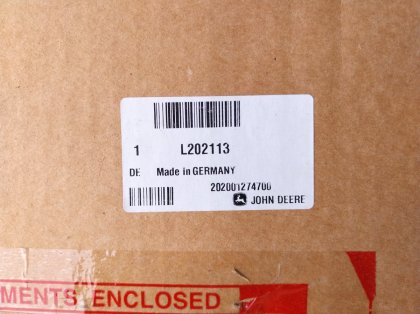 1 L202113
DE Made in GERMANY
202001274700
JOHN DEERE
MENTS ENCLOSED